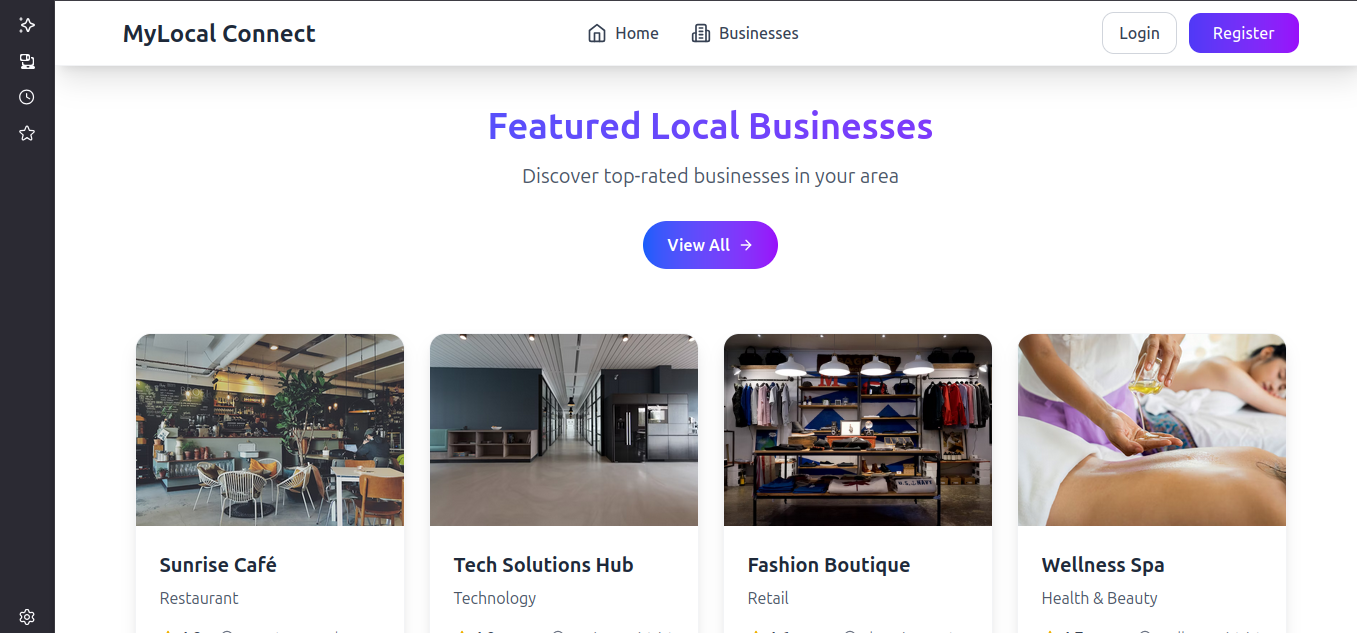 MyLocal Connect
Home
Businesses
Login
Register
Featured Local Businesses
Discover top-rated businesses in your area
View All →
Sunrise Café
Restaurant
Tech Solutions Hub
Technology
Fashion Boutique
Retail
Wellness Spa
Health & Beauty